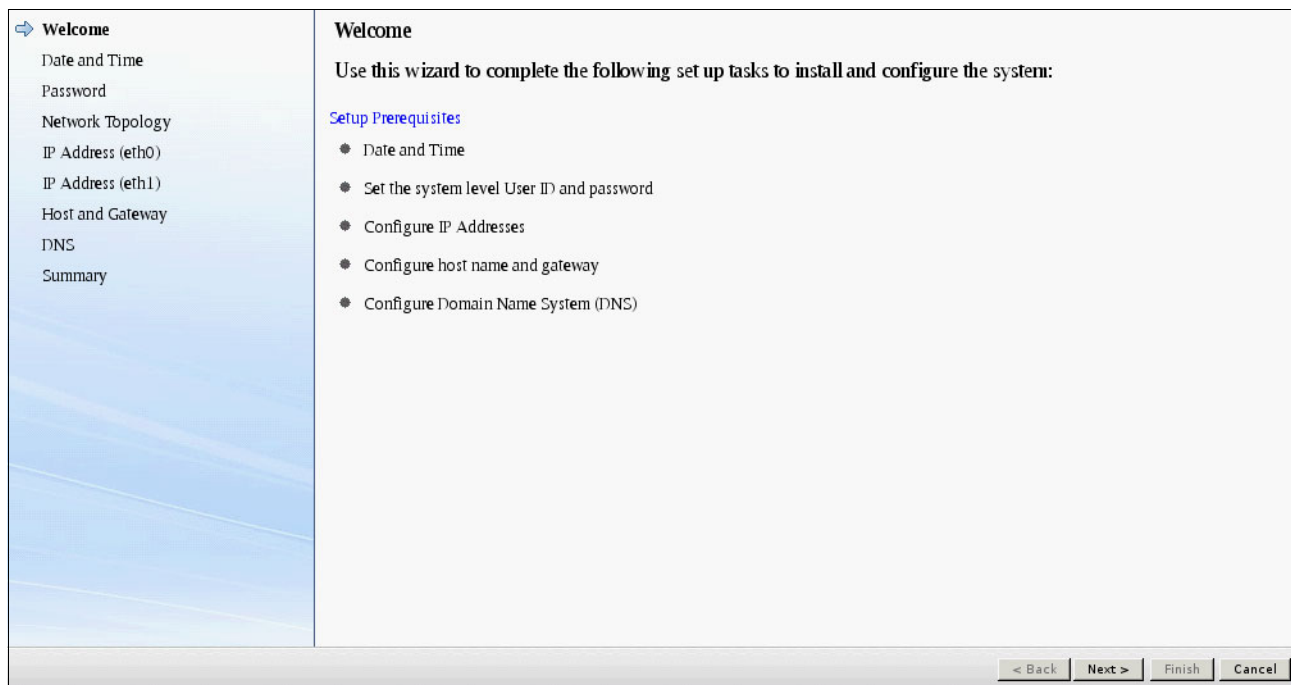 Welcome
Date and Time
Password
Network Topology
IP Address (eth0)
IP Address (eth1)
Host and Gateway
DNS
Summary
Welcome
Use this wizard to complete the following set up tasks to install and configure the system:
Setup Prerequisites
Date and Time
Set the system level User ID and password
Configure IP Addresses
Configure host name and gateway
Configure Domain Name System (DNS)
< Back Next > Finish Cancel